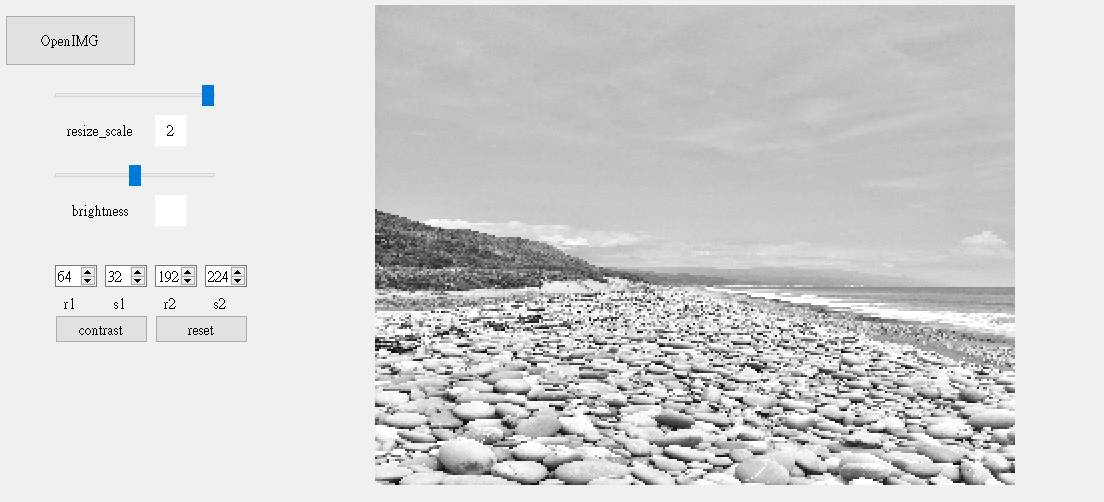 OpenIMG
resize_scale 2
brightness
64 32 192 224
r1 s1 r2 s2
contrast reset